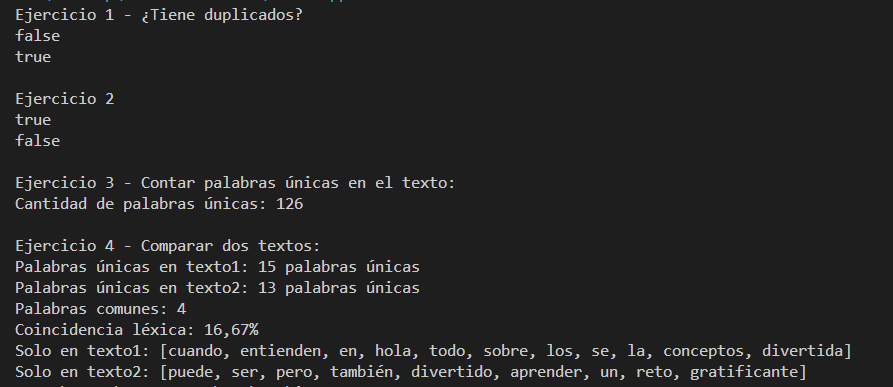 Ejercicio 1 - ¿Tiene duplicados?
false
true
Ejercicio 2
true
false
Ejercicio 3 - Contar palabras únicas en el texto:
Cantidad de palabras únicas: 126
Ejercicio 4 - Comparar dos textos:
Palabras únicas en texto1: 15 palabras únicas
Palabras únicas en texto2: 13 palabras únicas
Palabras comunes: 4
Coincidencia léxica: 16,67%
Solo en texto1: [cuando, entienden, en, hola, todo, sobre, los, se, la, conceptos, divertida]
Solo en texto2: [puede, ser, pero, también, divertido, aprender, un, reto, gratificante]